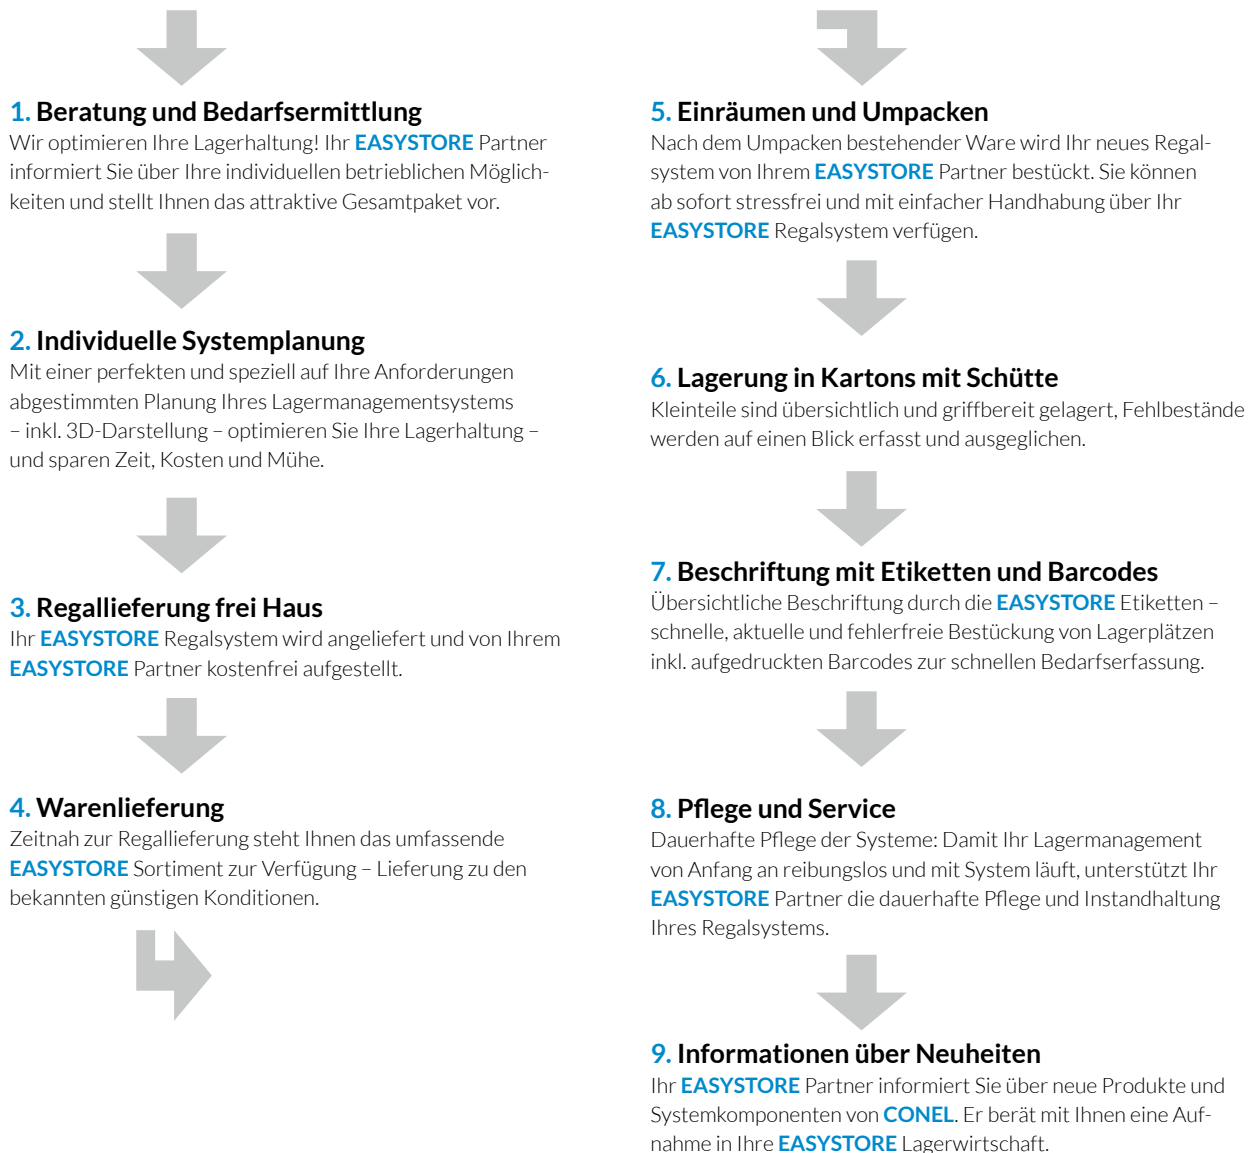 1. Beratung und Bedarfsermittlung
Wir optimieren Ihre Lagerhaltung! Ihr EASYSTORE Partner
informiert Sie über Ihre individuellen betrieblichen Möglich-
keiten und stellt Ihnen das attraktive Gesamtpaket vor.
2. Individuelle Systemplanung
Mit einer perfekten und speziell auf Ihre Anforderungen
abgestimmten Planung Ihres Lagermanagementsystems
– inkl. 3D-Darstellung – optimieren Sie Ihre Lagerhaltung –
und sparen Zeit, Kosten und Mühe.
3. Regallieferung frei Haus
Ihr EASYSTORE Regalsystem wird angeliefert und von Ihrem
EASYSTORE Partner kostenfrei aufgestellt.
4. Warenlieferung
Zeitnah zur Regallieferung steht Ihnen das umfassende
EASYSTORE Sortiment zur Verfügung – Lieferung zu den
bekannten günstigen Konditionen.
5. Einräumen und Umpacken
Nach dem Umpacken bestehender Ware wird Ihr neues Regal-
system von Ihrem EASYSTORE Partner bestückt. Sie können
ab sofort stressfrei und mit einfacher Handhabung über Ihr
EASYSTORE Regalsystem verfügen.
6. Lagerung in Kartons mit Schütte
Kleinteile sind übersichtlich und griffbereit gelagert, Fehlbestände
werden auf einen Blick erfasst und ausgeglichen.
7. Beschriftung mit Etiketten und Barcodes
Übersichtliche Beschriftung durch die EASYSTORE Etiketten –
schnelle, aktuelle und fehlerfreie Bestückung von Lagerplätzen
inkl. aufgedruckten Barcodes zur schnellen Bedarfserfassung.
8. Pflege und Service
Dauerhafte Pflege der Systeme: Damit Ihr Lagermanagement
von Anfang an reibungslos und mit System läuft, unterstützt Ihr
EASYSTORE Partner die dauerhafte Pflege und Instandhaltung
Ihres Regalsystems.
9. Informationen über Neuheiten
Ihr EASYSTORE Partner informiert Sie über neue Produkte und
Systemkomponenten von CONEL. Er berät mit Ihnen eine Auf-
nahme in Ihre EASYSTORE Lagerwirtschaft.